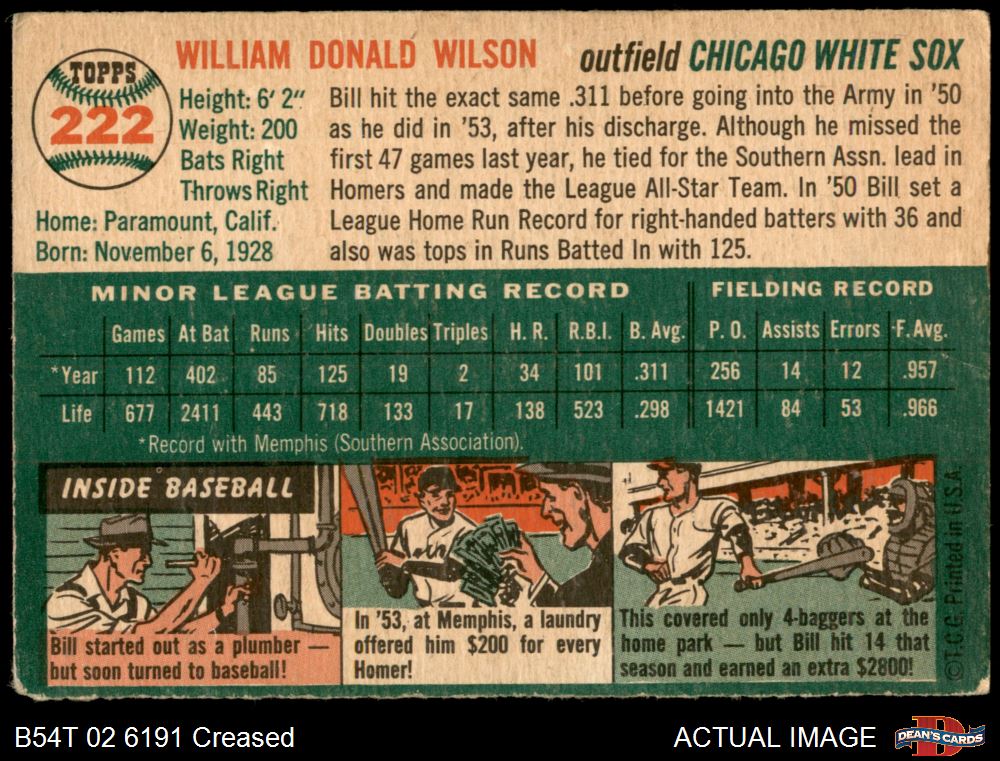 TOPPS
222
WILLIAM DONALD WILSON outfield CHICAGO WHITE SOX
Height: 6' 2"
Weight: 200
Bats Right
Throws Right
Home: Paramount, Calif.
Born: November 6, 1928
Bill hit the exact same .311 before going into the Army in '50
as he did in '53, after his discharge. Although he missed the
first 47 games last year, he tied for the Southern Assn. lead in
Homers and made the League All-Star Team. In '50 Bill set a
League Home Run Record for right-handed batters with 36 and
also was tops in Runs Batted In with 125.
MINOR LEAGUE BATTING RECORD FIELDING RECORD
Games At Bat Runs Hits Doubles Triples H. R. R.B.I. B. Avg. P. O. Assists Errors F. Avg.
*Year 112 402 85 125 19 2 34 101 .311 256 14 12 .957
Life 677 2411 443 718 133 17 138 523 .298 1421 84 53 .966
*Record with Memphis (Southern Association).
INSIDE BASEBALL
Bill started out as a plumber —
but soon turned to baseball!
In '53, at Memphis, a laundry
offered him $200 for every
Homer!
This covered only 4-baggers at the
home park — but Bill hit 14 that
season and earned an extra $2800!
©T.C.G. Printed in U.S.A.
B54T 02 6191 Creased
ACTUAL IMAGE
DEAN'S CARDS